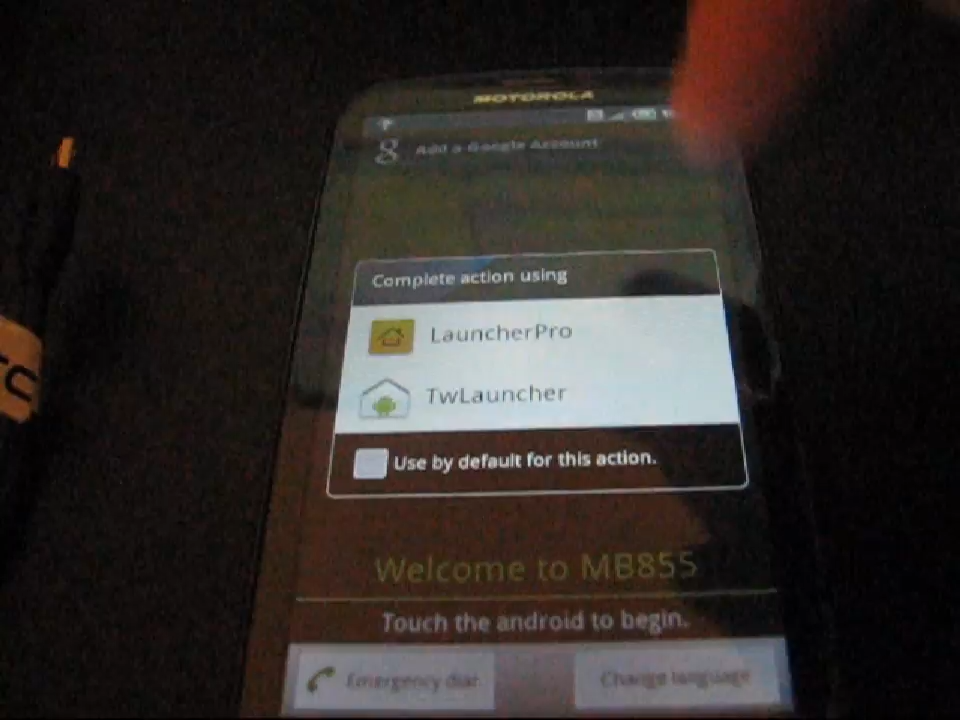 MOTOROLA
Add a Google Account
Complete action using
LauncherPro
TwLauncher
Use by default for this action.
Welcome to MB855
Touch the android to begin.
Emergency dial
Change language
TC